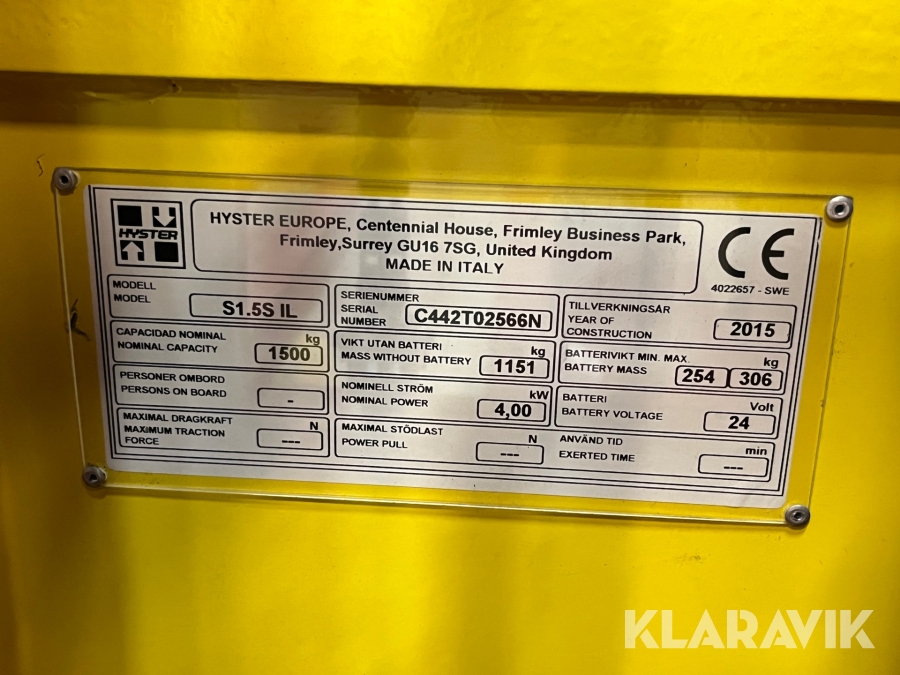 HYSTER
HYSTER EUROPE, Centennial House, Frimley Business Park,
Frimley,Surrey GU16 7SG, United Kingdom
MADE IN ITALY
4022657 - SWE
MODELL
MODEL
S1.5S IL
SERIENUMMER
SERIAL
NUMBER
C442T02566N
TILLVERKNINGSÅR
YEAR OF
CONSTRUCTION
2015
CAPACIDAD NOMINAL
NOMINAL CAPACITY
kg
1500
VIKT UTAN BATTERI
MASS WITHOUT BATTERY
kg
1151
BATTERIVIKT MIN. MAX.
BATTERY MASS
kg
254 306
PERSONER OMBORD
PERSONS ON BOARD
-
NOMINELL STRÖM
NOMINAL POWER
kW
4,00
BATTERI
BATTERY VOLTAGE
Volt
24
MAXIMAL DRAGKRAFT
MAXIMUM TRACTION
FORCE
N
---
MAXIMAL STÖDLAST
POWER PULL
N
---
ANVÄND TID
EXERTED TIME
min
---
KLARAVIK